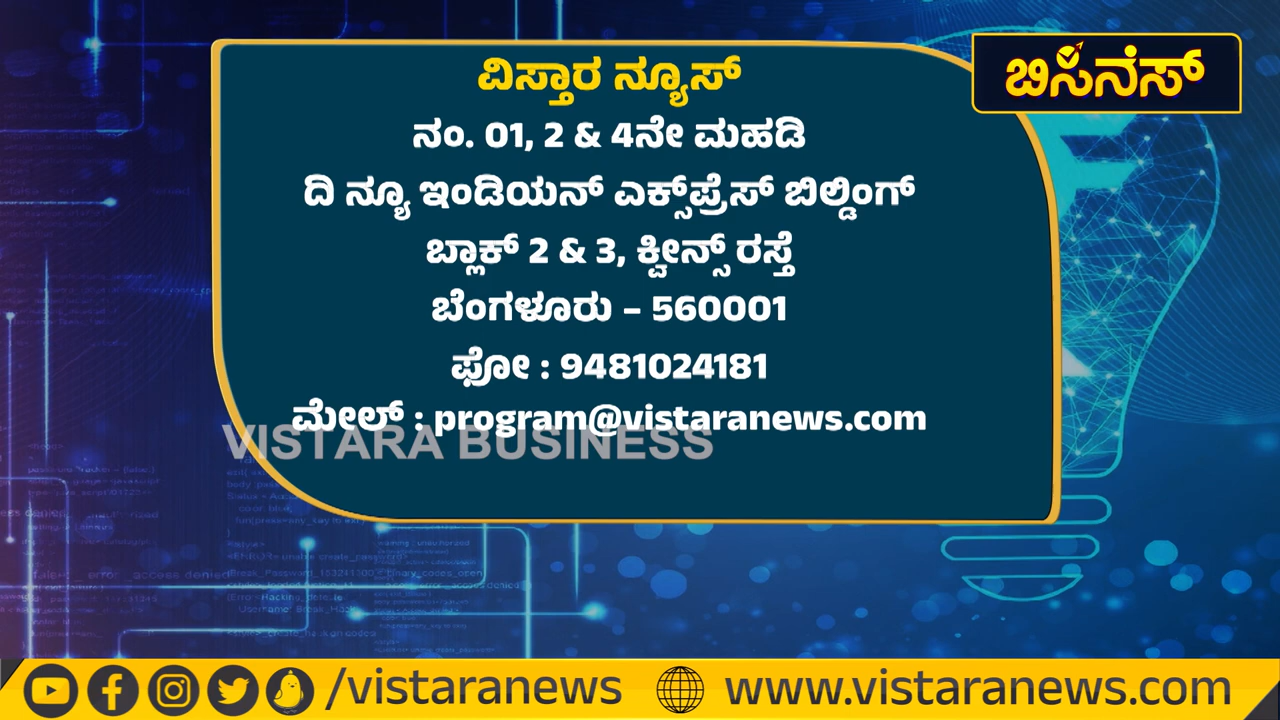 ಬಿಸಿನೆಸ್
ವಿಸ್ತಾರ ನ್ಯೂಸ್
ನಂ. 01, 2 & 4ನೇ ಮಹಡಿ
ದಿ ನ್ಯೂ ಇಂಡಿಯನ್ ಎಕ್ಸ್‌ಪ್ರೆಸ್ ಬಿಲ್ಡಿಂಗ್
ಬ್ಲಾಕ್ 2 & 3, ಕ್ವೀನ್ಸ್ ರಸ್ತೆ
ಬೆಂಗಳೂರು – 560001
ಫೋ : 9481024181
ಮೇಲ್ : program@vistaranews.com
VISTARA BUSINESS
/vistaranews www.vistaranews.com